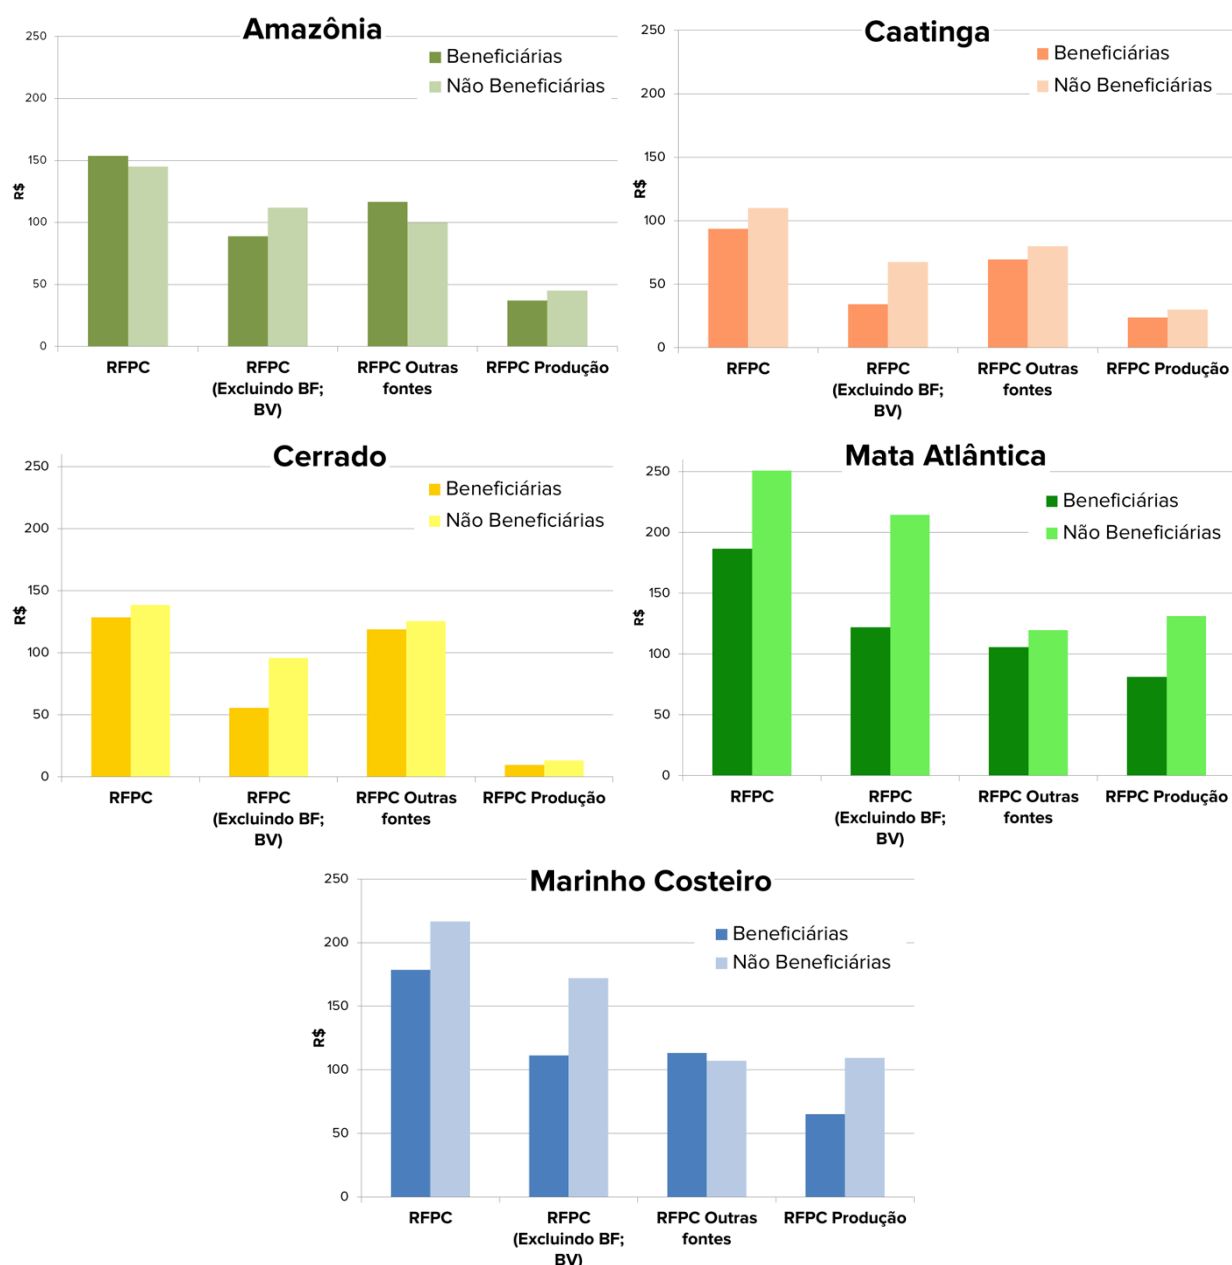 Amazônia
Beneficiárias
Não Beneficiárias
250
200
150
100
50
0
R$
RFPC
RFPC
(Excluindo BF;
BV)
RFPC Outras
fontes
RFPC Produção
Caatinga
Beneficiárias
Não Beneficiárias
250
200
150
100
50
0
RFPC
RFPC
(Excluindo BF;
BV)
RFPC Outras
fontes
RFPC Produção
Cerrado
Beneficiárias
Não Beneficiárias
250
200
150
100
50
0
R$
RFPC
RFPC
(Excluindo BF;
BV)
RFPC Outras
fontes
RFPC Produção
Mata Atlântica
Beneficiárias
Não Beneficiárias
250
200
150
100
50
0
R$
RFPC
RFPC
(Excluindo BF;
BV)
RFPC Outras
fontes
RFPC Produção
Marinho Costeiro
Beneficiárias
Não Beneficiárias
250
200
150
100
50
0
R$
RFPC
RFPC
(Excluindo BF;
BV)
RFPC Outras
fontes
RFPC Produção